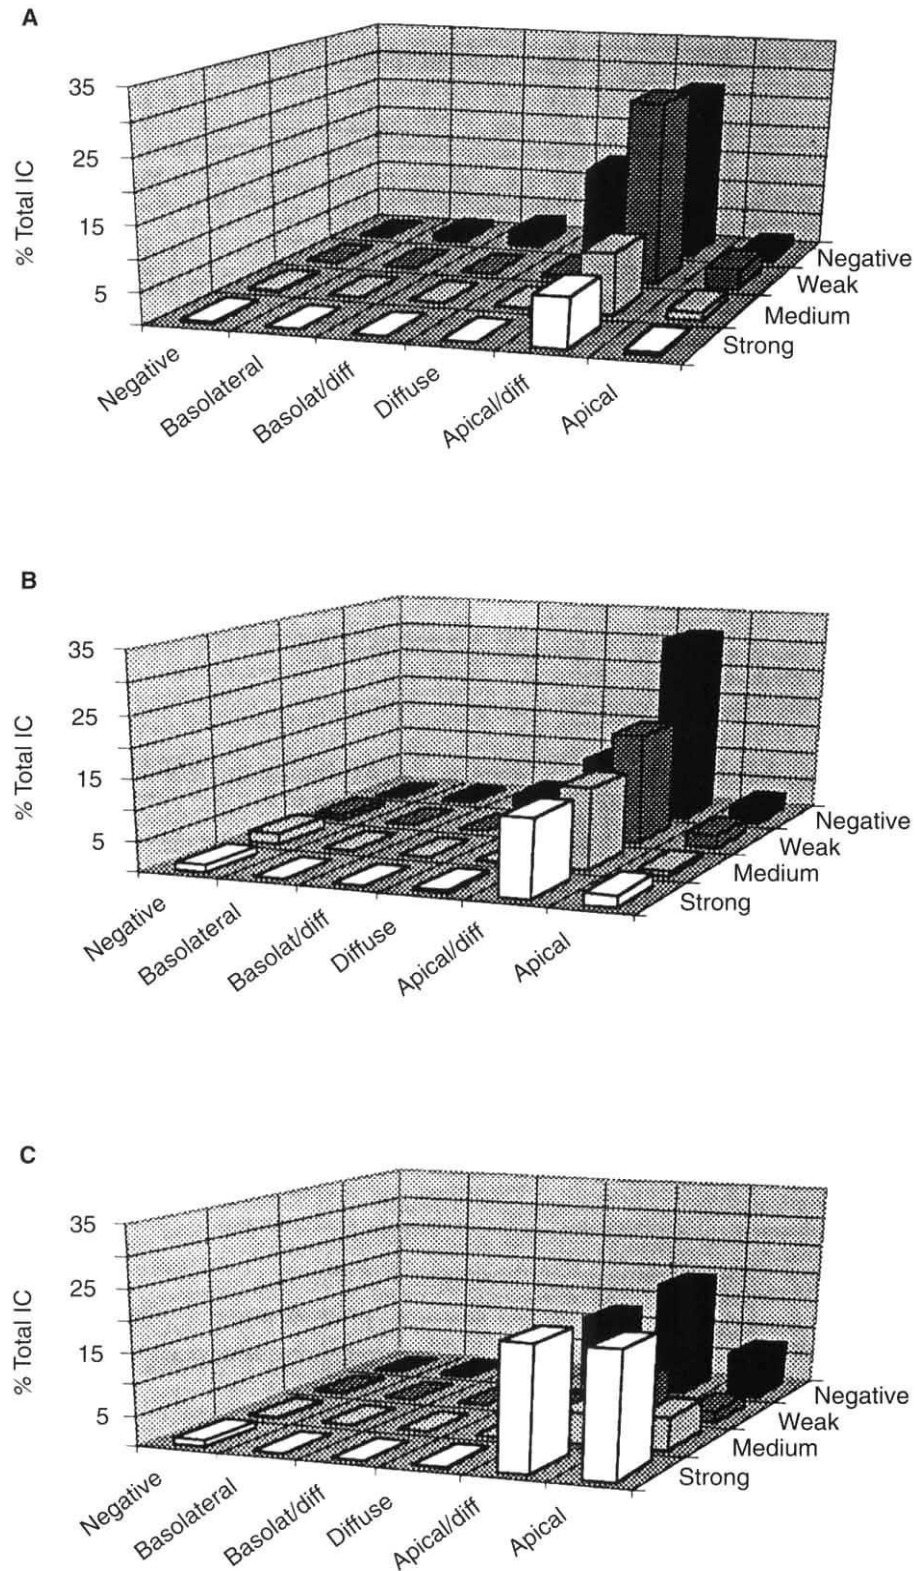 A
% Total IC
35
25
15
5
Negative
Weak
Medium
Strong
Negative
Basolateral
Basolat/diff
Diffuse
Apical/diff
Apical
B
% Total IC
35
25
15
5
Negative
Weak
Medium
Strong
Negative
Basolateral
Basolat/diff
Diffuse
Apical/diff
Apical
C
% Total IC
35
25
15
5
Negative
Weak
Medium
Strong
Negative
Basolateral
Basolat/diff
Diffuse
Apical/diff
Apical